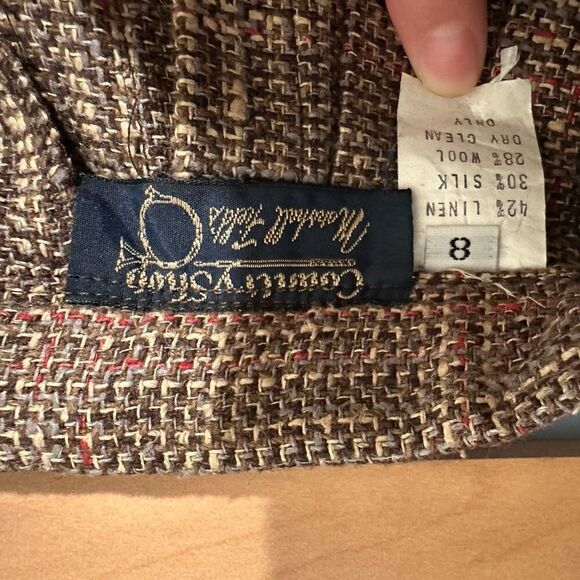 Country Shop
Marshall Field's
8
42% LINEN
30% SILK
28% WOOL
DRY CLEAN
ONLY